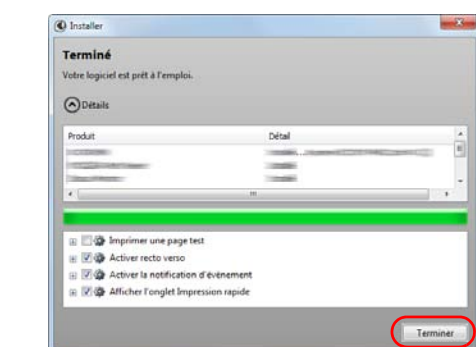 Installer
Terminé
Votre logiciel est prêt à l'emploi.
Détails
Produit Détail
Imprimer une page test
Activer recto verso
Activer la notification d'événement
Afficher l'onglet Impression rapide
Terminer